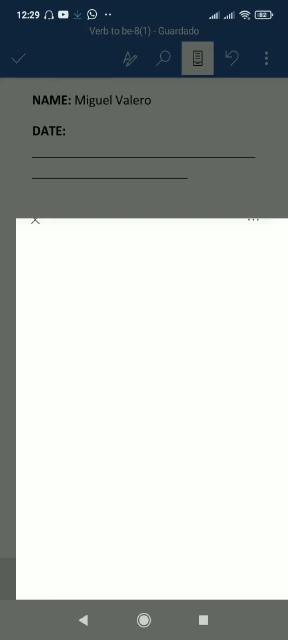 12:29
82
Verb to be-8(1) - Guardado
NAME: Miguel Valero
DATE: